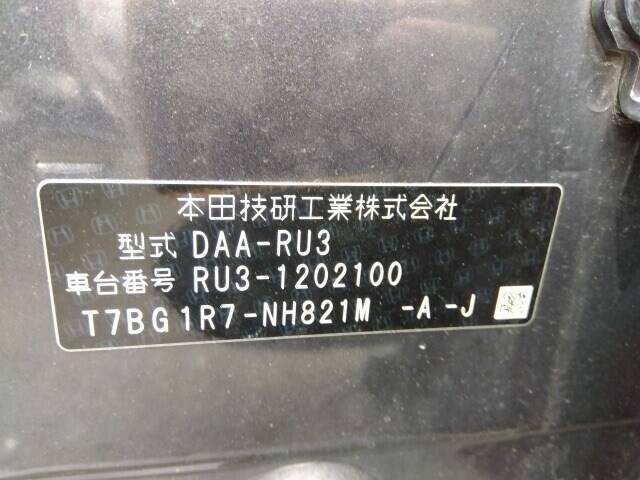 本田技研工業株式会社
型式 DAA-RU3
車台番号 RU3-1202100
T7BG1R7-NH821M -A-J